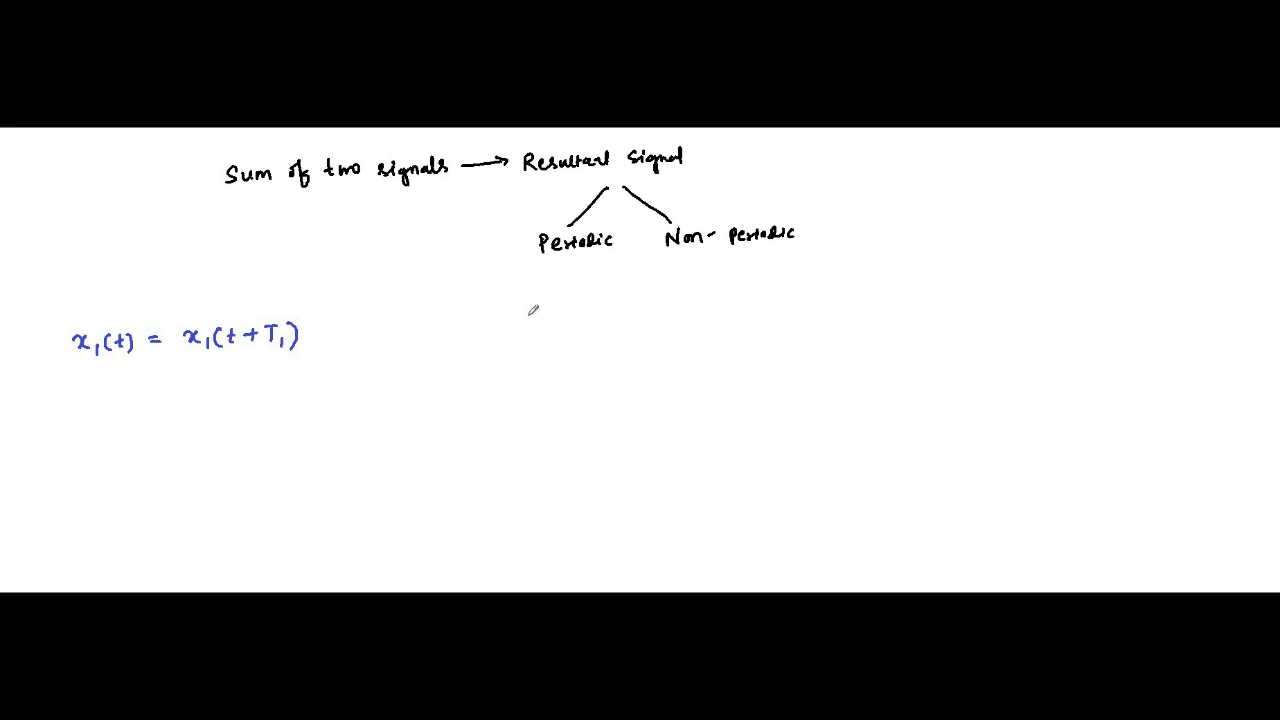 Sum of two signals → Resultant signal
Periodic Non-periodic
x₁(t) = x₁(t+T₁)